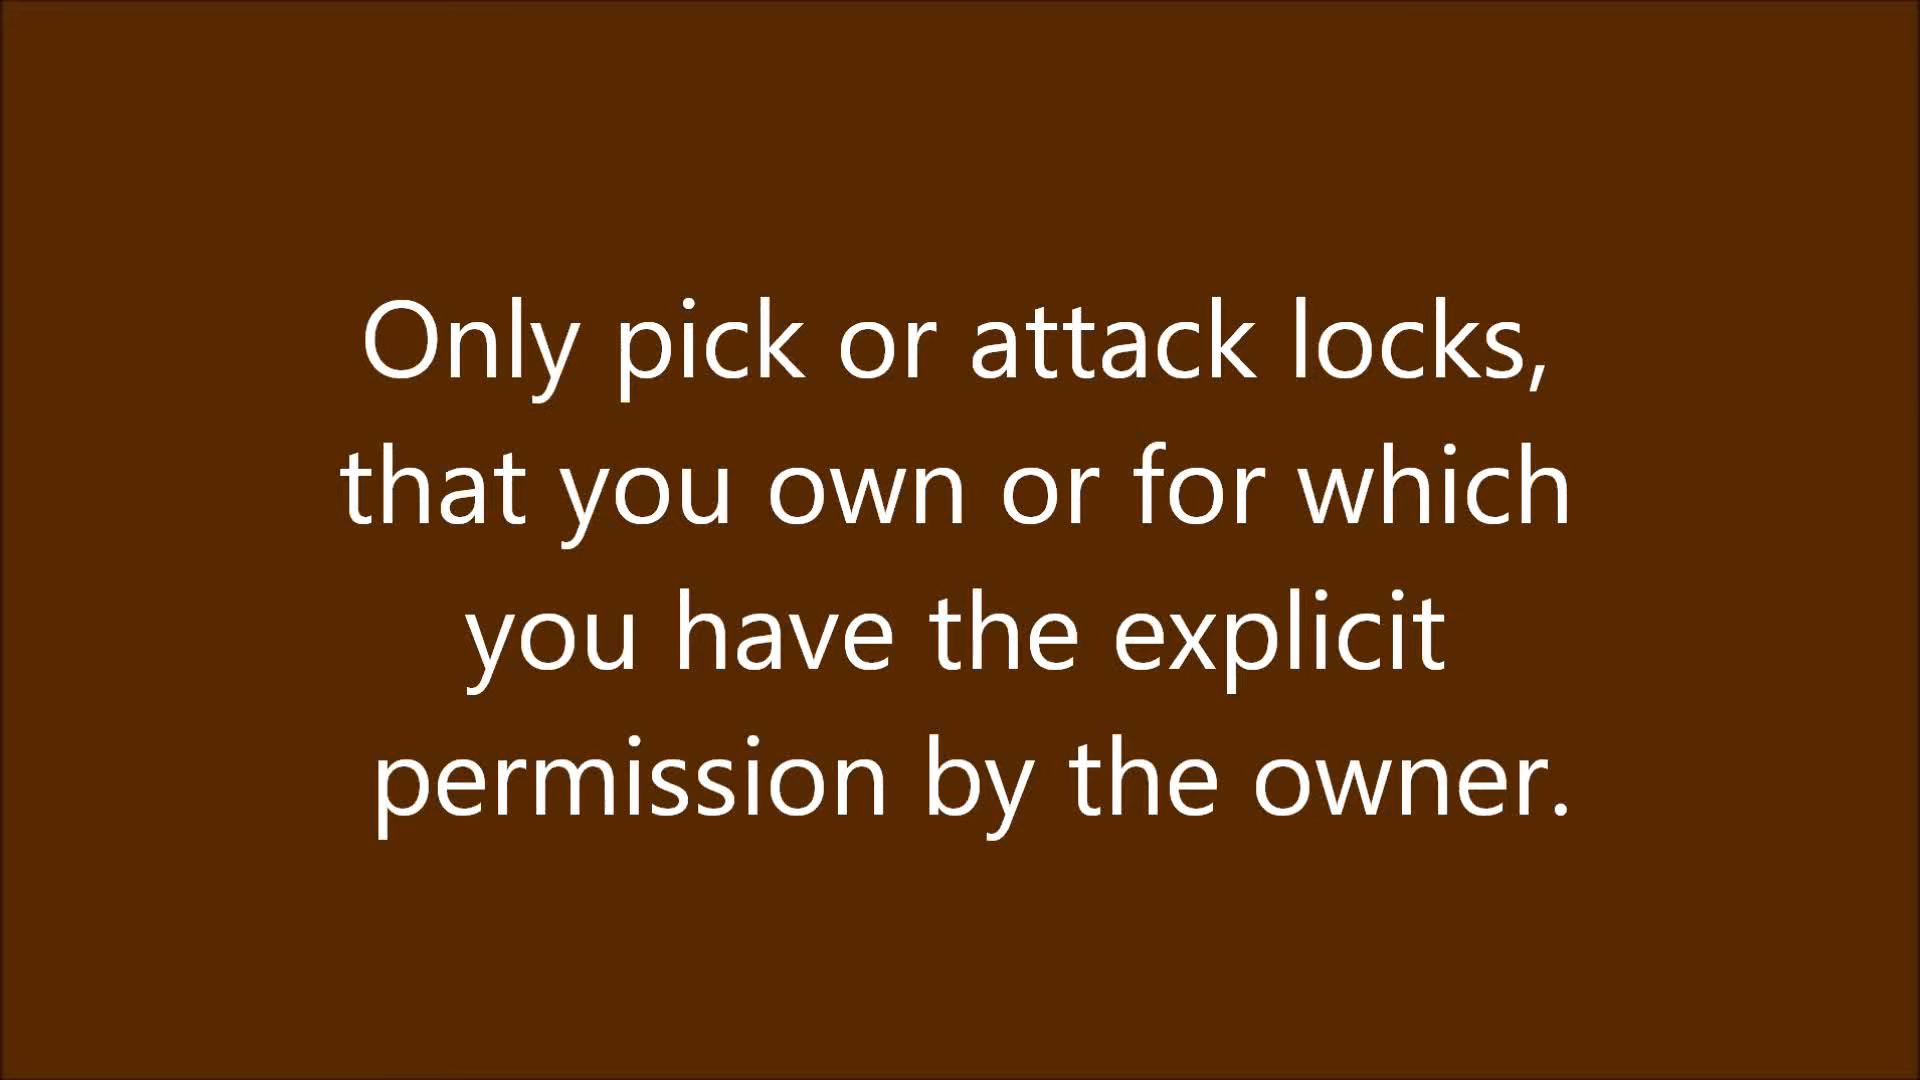 Only pick or attack locks,
that you own or for which
you have the explicit
permission by the owner.